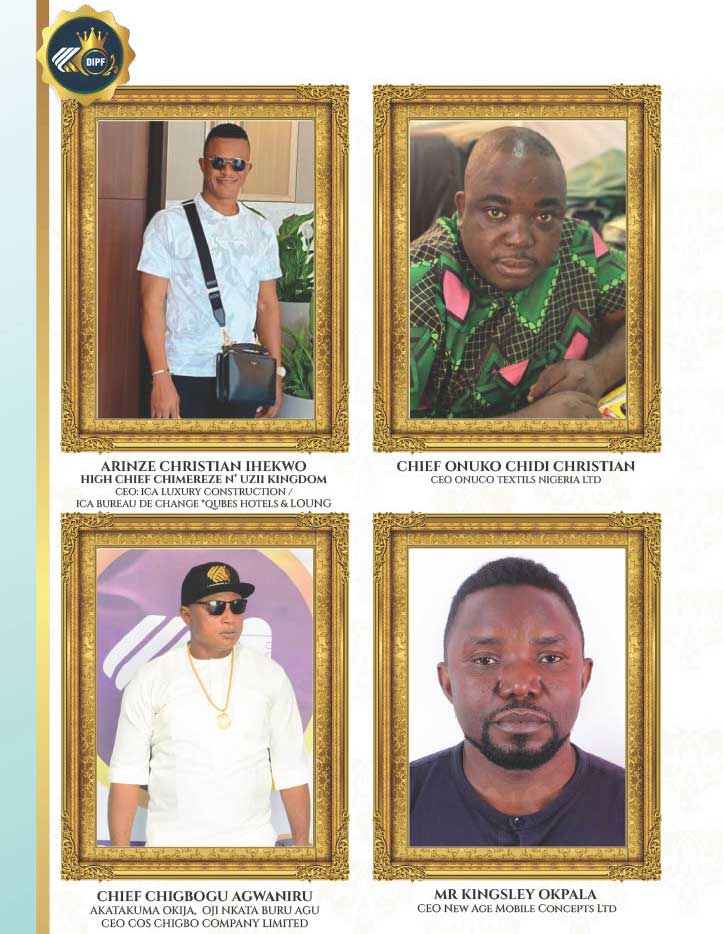 DIPF
ARINZE CHRISTIAN IHEKWO
HIGH CHIEF CHIMEREZE N' UZII KINGDOM
CEO: ICA LUXURY CONSTRUCTION /
ICA BUREAU DE CHANGE *QUBES HOTELS & LOUNG
CHIEF ONUKO CHIDI CHRISTIAN
CEO ONUCO TEXTILS NIGERIA LTD
CHIEF CHIGBOGU AGWANIRU
AKATAKUMA OKIJA, OJI NKATA BURU AGU
CEO COS CHIGBO COMPANY LIMITED
MR KINGSLEY OKPALA
CEO NEW AGE MOBILE CONCEPTS LTD